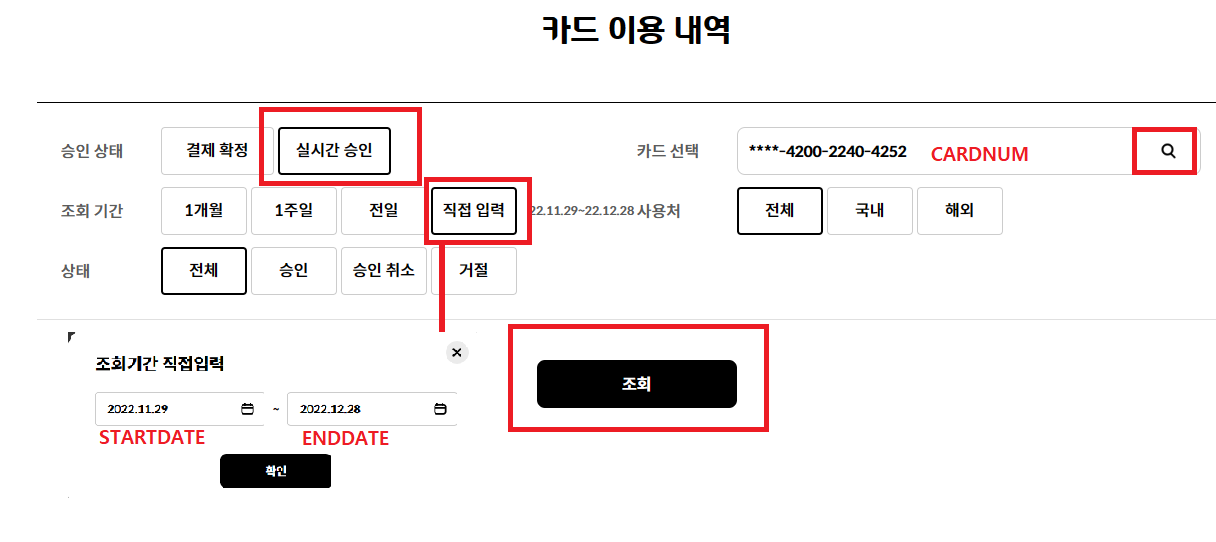 카드 이용 내역
승인 상태 결제 확정 실시간 승인 카드 선택 ****-4200-2240-4252 CARDNUM
조회 기간 1개월 1주일 전일 직접 입력 22.11.29~22.12.28 사용처 전체 국내 해외
상태 전체 승인 승인 취소 거절
조회기간 직접입력
2022.11.29 ~ 2022.12.28
STARTDATE ENDDATE
확인
조회